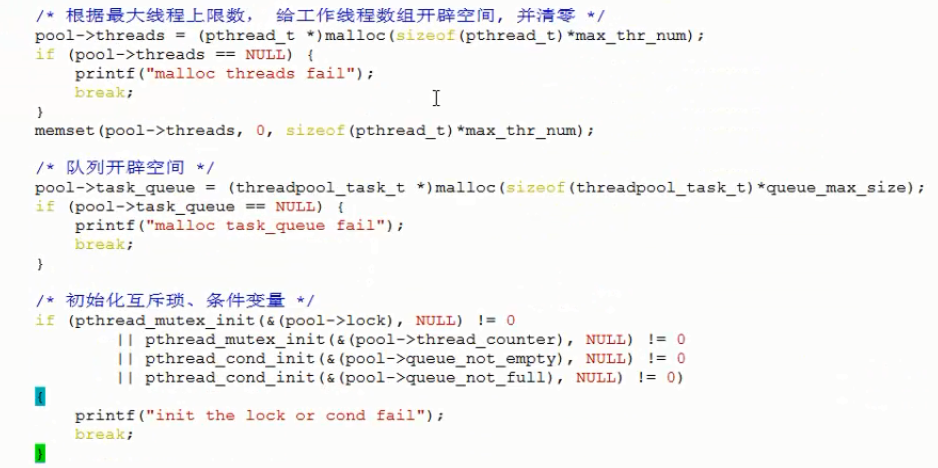 /* 根据最大线程上限数， 给工作线程数组开辟空间, 并清零 */
pool->threads = (pthread_t *)malloc(sizeof(pthread_t)*max_thr_num);
if (pool->threads == NULL) {
    printf("malloc threads fail");
    break;
}
memset(pool->threads, 0, sizeof(pthread_t)*max_thr_num);
/* 队列开辟空间 */
pool->task_queue = (threadpool_task_t *)malloc(sizeof(threadpool_task_t)*queue_max_size);
if (pool->task_queue == NULL) {
    printf("malloc task_queue fail");
    break;
}
/* 初始化互斥琐、条件变量 */
if (pthread_mutex_init(&(pool->lock), NULL) != 0
        || pthread_mutex_init(&(pool->thread_counter), NULL) != 0
        || pthread_cond_init(&(pool->queue_not_empty), NULL) != 0
        || pthread_cond_init(&(pool->queue_not_full), NULL) != 0)
{
    printf("init the lock or cond fail");
    break;
}